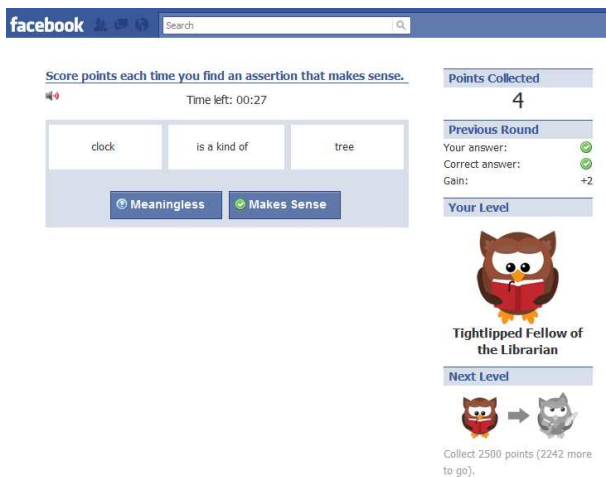 facebook
Search
Score points each time you find an assertion that makes sense.
Time left: 00:27
clock
is a kind of
tree
Meaningless
Makes Sense
Points Collected
4
Previous Round
Your answer:
Correct answer:
Gain: +2
Your Level
Tightlipped Fellow of
the Librarian
Next Level
Collect 2500 points (2242 more
to go).